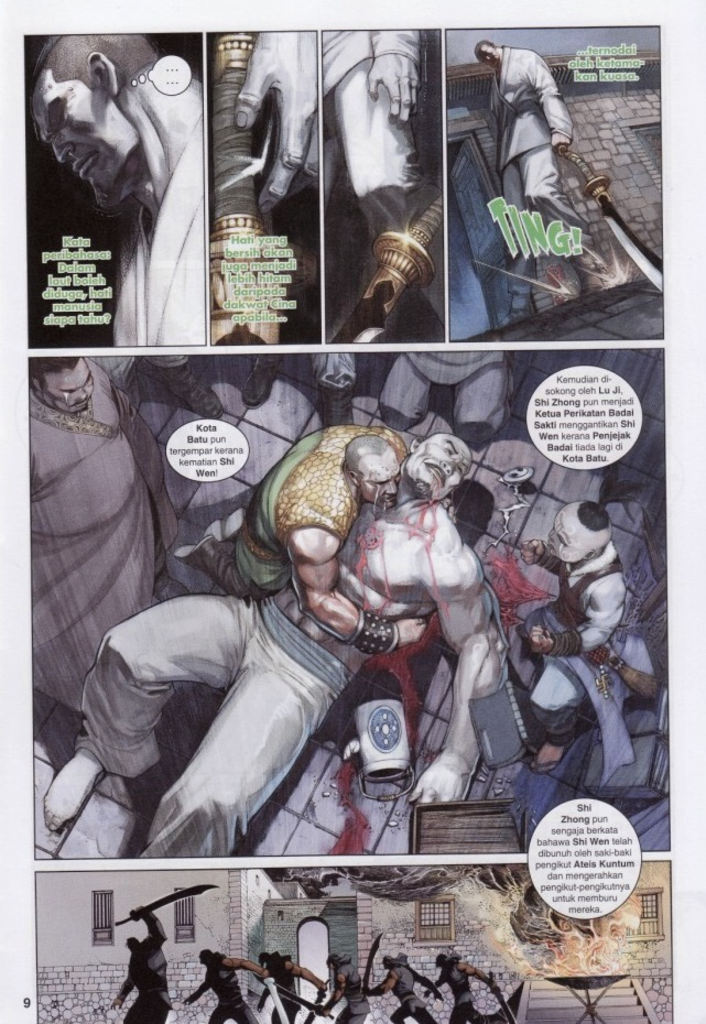 ...
...
Kata
peribahasa:
Dalam
laut boleh
diduga, hati
manusia
siapa tahu?
Hati yang
bersih akan
juga menjadi
lebih hitam
daripada
dakwat Cina
apabila...
...ternodai
oleh ketama-
kan kuasa.
TING!
Kota
Batu pun
tergempar kerana
kematian Shi
Wen!
Kemudian di-
sokong oleh Lu Ji,
Shi Zhong pun menjadi
Ketua Perikatan Badai
Sakti menggantikan Shi
Wen kerana Penjejak
Badai tiada lagi di
Kota Batu.
Shi
Zhong pun
sengaja berkata
bahawa Shi Wen telah
dibunuh oleh saki-baki
pengikut Ateis Kuntum
dan mengerahkan
pengikut-pengikutnya
untuk memburu
mereka.
9